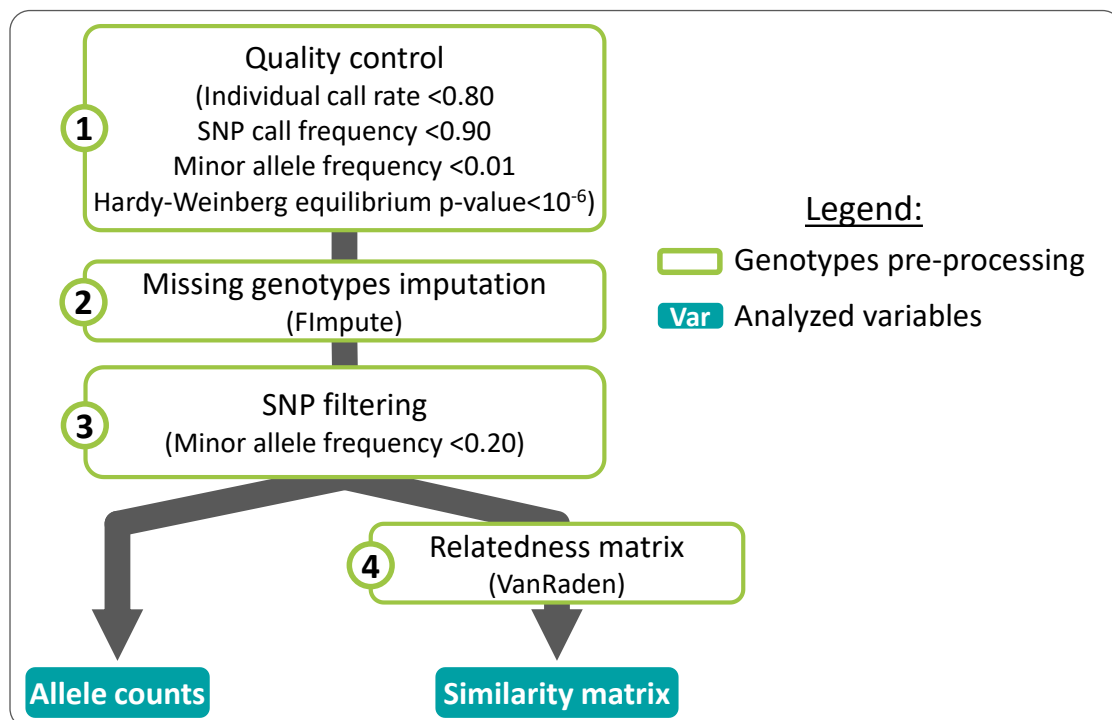 Quality control
(Individual call rate <0.80
SNP call frequency <0.90
1
Minor allele frequency <0.01
Hardy-Weinberg equilibrium p-value<10⁻⁶)
Legend:
Genotypes pre-processing
Var Analyzed variables
2
Missing genotypes imputation
(FImpute)
3
SNP filtering
(Minor allele frequency <0.20)
4
Relatedness matrix
(VanRaden)
Allele counts
Similarity matrix